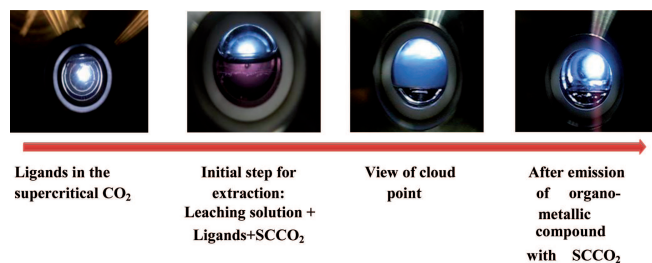 Ligands in the
supercritical CO₂
Initial step for
extraction:
Leaching solution +
Ligands+SCCO₂
View of cloud
point
After emission
of organo-
metallic
compound
with SCCO₂